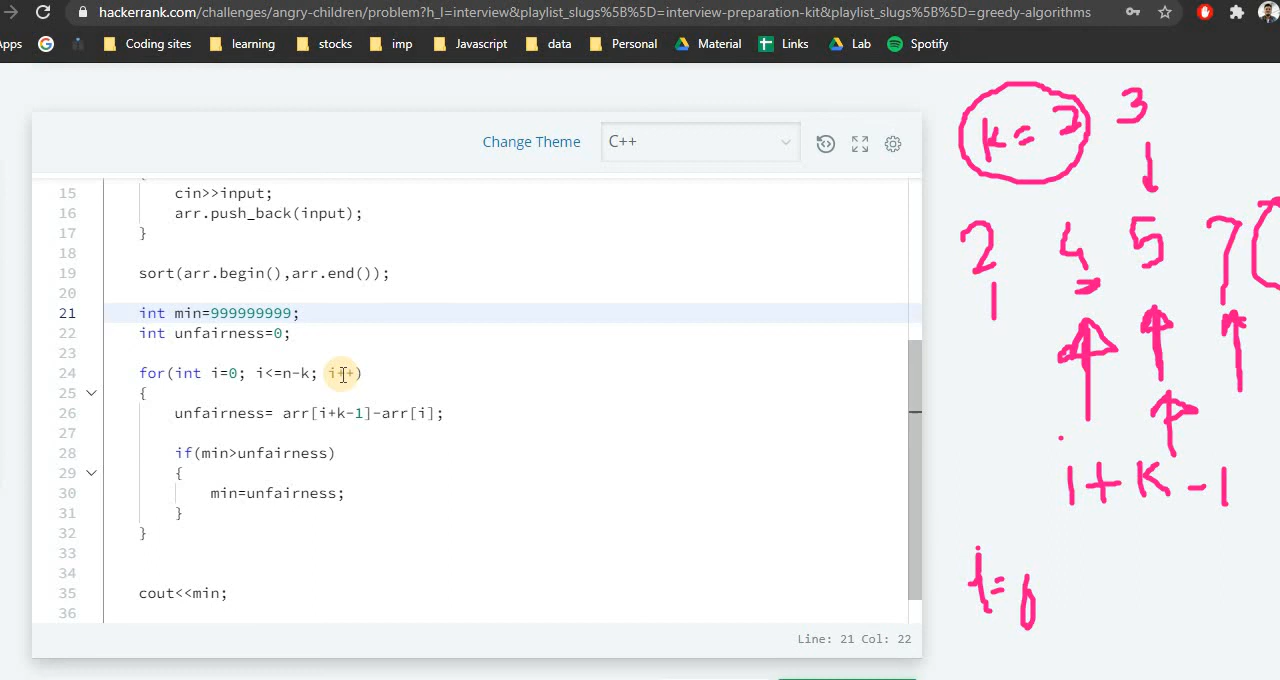 hackerrank.com/challenges/angry-children/problem?h_l=interview&playlist_slugs%5B%5D=interview-preparation-kit&playlist_slugs%5B%5D=greedy-algorithms
Apps Coding sites learning stocks imp Javascript data Personal Material Links Lab Spotify
Change Theme C++
15 cin>>input;
16 arr.push_back(input);
17 }
18
19 sort(arr.begin(),arr.end());
20
21 int min=999999999;
22 int unfairness=0;
23
24 for(int i=0; i<=n-k; i++)
25 {
26 unfairness= arr[i+k-1]-arr[i];
27
28 if(min>unfairness)
29 {
30 min=unfairness;
31 }
32 }
33
34
35 cout<<min;
36
Line: 21 Col: 22
k= 3
2 4 5 7
1
i+k-1
i=